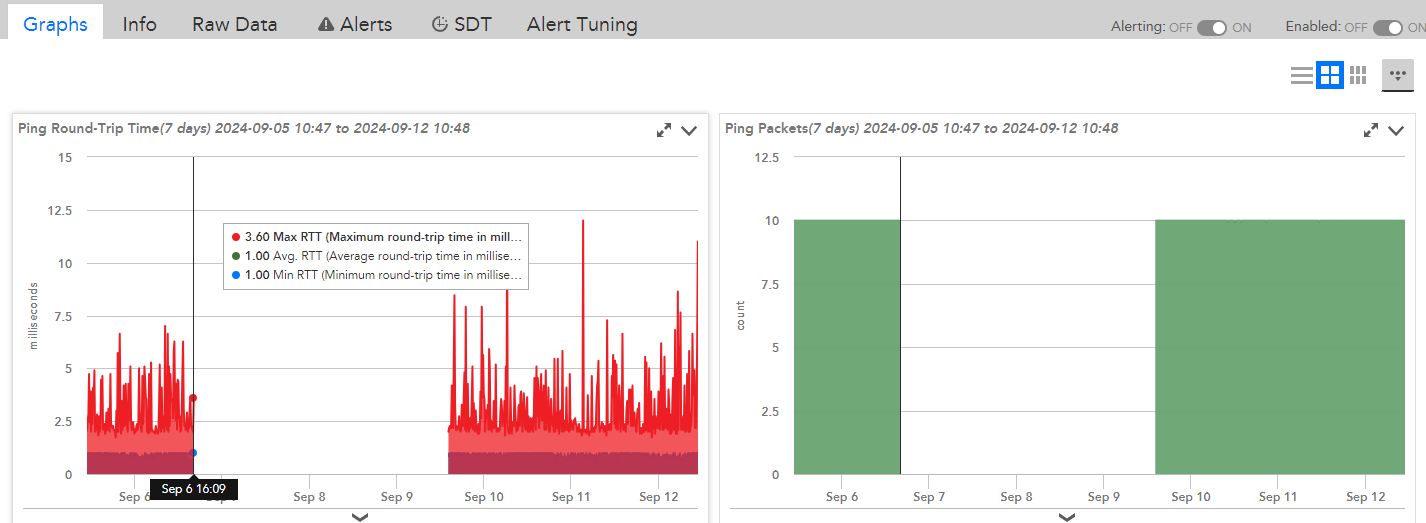 Graphs Info Raw Data Alerts SDT Alert Tuning Alerting: OFF ON Enabled: OFF ON
Ping Round-Trip Time(7 days) 2024-09-05 10:47 to 2024-09-12 10:48
15
12.5
10
7.5
5
2.5
0
milliseconds
3.60 Max RTT (Maximum round-trip time in mill...
1.00 Avg. RTT (Average round-trip time in millise...
1.00 Min RTT (Minimum round-trip time in millise...
Sep 6 16:09
Sep 6 Sep 8 Sep 9 Sep 10 Sep 11 Sep 12
Ping Packets(7 days) 2024-09-05 10:47 to 2024-09-12 10:48
12.5
10
7.5
5
2.5
0
count
Sep 6 Sep 7 Sep 8 Sep 9 Sep 10 Sep 11 Sep 12